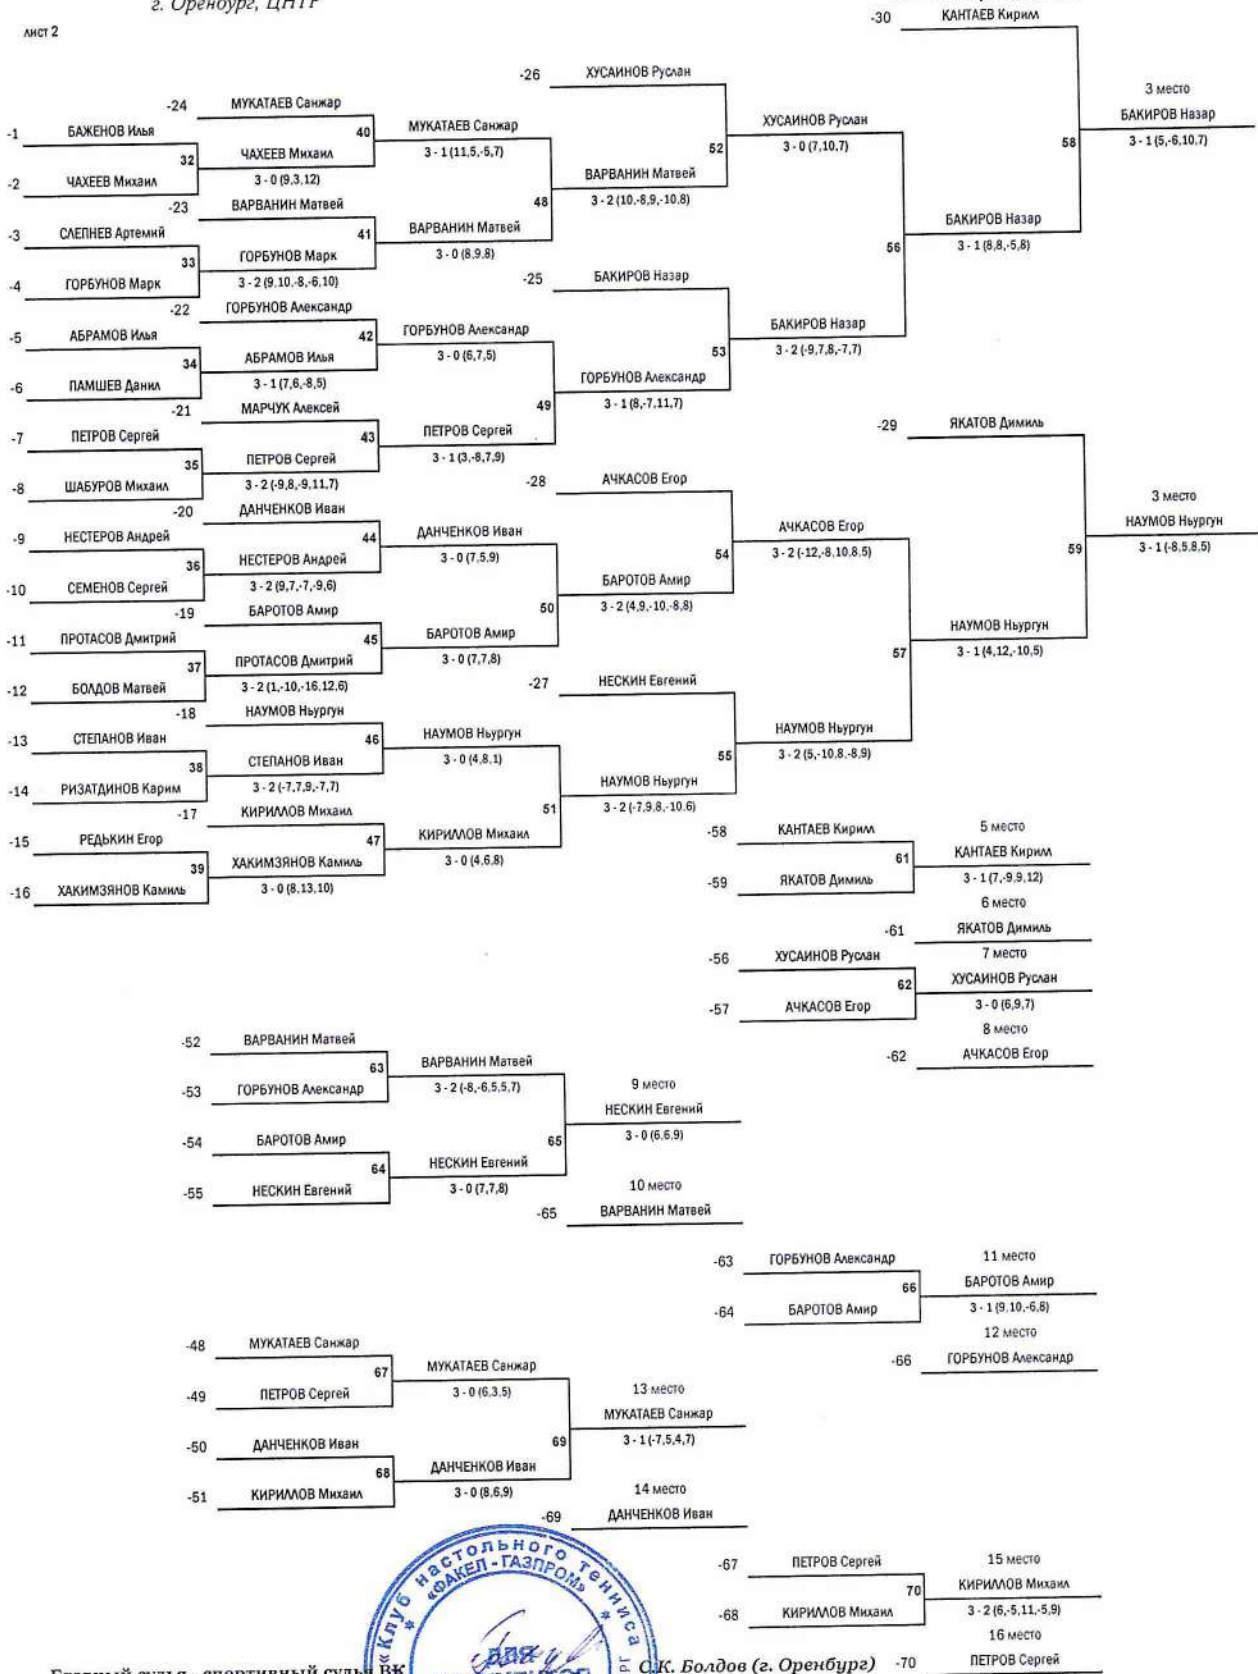 г. Оренбург, ЦНТР
лист 2
-30 КАНТАЕВ Кирилл
3 место
58 БАКИРОВ Назар
3 - 1 (5,-6,10,7)
-26 ХУСАИНОВ Руслан
52 ХУСАИНОВ Руслан
3 - 0 (7,10,7)
-24 МУКАТАЕВ Санжар
-1 БАЖЕНОВ Илья
40 МУКАТАЕВ Санжар
3 - 1 (11,5,-5,7)
32 ЧАХЕЕВ Михаил
3 - 0 (9,3,12)
-2 ЧАХЕЕВ Михаил
48 ВАРВАНИН Матвей
3 - 2 (10,-8,9,-10,8)
-23 ВАРВАНИН Матвей
-3 СЛЕПНЕВ Артемий
41 ВАРВАНИН Матвей
3 - 0 (8,9,8)
33 ГОРБУНОВ Марк
3 - 2 (9,10,-8,-6,10)
-4 ГОРБУНОВ Марк
56 БАКИРОВ Назар
3 - 1 (8,8,-5,8)
-25 БАКИРОВ Назар
-22 ГОРБУНОВ Александр
-5 АБРАМОВ Илья
42 ГОРБУНОВ Александр
3 - 0 (6,7,5)
53 БАКИРОВ Назар
3 - 2 (-9,7,8,-7,7)
34 АБРАМОВ Илья
3 - 1 (7,6,-8,5)
-6 ПАМШЕВ Данил
49 ГОРБУНОВ Александр
3 - 1 (8,-7,11,7)
-21 МАРЧУК Алексей
-7 ПЕТРОВ Сергей
43 ПЕТРОВ Сергей
3 - 1 (3,-8,7,9)
35 ПЕТРОВ Сергей
3 - 2 (-9,8,-9,11,7)
-8 ШАБУРОВ Михаил
-29 ЯКАТОВ Димиль
3 место
59 НАУМОВ Ньургун
3 - 1 (-8,5,8,5)
-28 АЧКАСОВ Егор
-20 ДАНЧЕНКОВ Иван
-9 НЕСТЕРОВ Андрей
44 ДАНЧЕНКОВ Иван
3 - 0 (7,5,9)
54 АЧКАСОВ Егор
3 - 2 (-12,-8,10,8,5)
36 НЕСТЕРОВ Андрей
3 - 2 (9,7,-7,-9,6)
-10 СЕМЕНОВ Сергей
50 БАРОТОВ Амир
3 - 2 (4,9,-10,-8,8)
-19 БАРОТОВ Амир
-11 ПРОТАСОВ Дмитрий
45 БАРОТОВ Амир
3 - 0 (7,7,8)
57 НАУМОВ Ньургун
3 - 1 (4,12,-10,5)
37 ПРОТАСОВ Дмитрий
3 - 2 (1,-10,-16,12,6)
-12 БОЛДОВ Матвей
-27 НЕСКИН Евгений
-18 НАУМОВ Ньургун
-13 СТЕПАНОВ Иван
46 НАУМОВ Ньургун
3 - 0 (4,8,1)
55 НАУМОВ Ньургун
3 - 2 (5,-10,8,-8,9)
38 СТЕПАНОВ Иван
3 - 2 (-7,7,9,-7,7)
-14 РИЗАТДИНОВ Карим
51 НАУМОВ Ньургун
3 - 2 (-7,9,8,-10,6)
-17 КИРИЛЛОВ Михаил
-15 РЕДЬКИН Егор
47 КИРИЛЛОВ Михаил
3 - 0 (4,6,8)
39 ХАКИМЗЯНОВ Камиль
3 - 0 (8,13,10)
-16 ХАКИМЗЯНОВ Камиль
-58 КАНТАЕВ Кирилл
5 место
61 КАНТАЕВ Кирилл
3 - 1 (7,-9,9,12)
-59 ЯКАТОВ Димиль
6 место
-61 ЯКАТОВ Димиль
7 место
-56 ХУСАИНОВ Руслан
62 ХУСАИНОВ Руслан
3 - 0 (6,9,7)
-57 АЧКАСОВ Егор
8 место
-62 АЧКАСОВ Егор
-52 ВАРВАНИН Матвей
63 ВАРВАНИН Матвей
3 - 2 (-8,-6,5,5,7)
-53 ГОРБУНОВ Александр
9 место
65 НЕСКИН Евгений
3 - 0 (6,6,9)
-54 БАРОТОВ Амир
64 НЕСКИН Евгений
3 - 0 (7,7,8)
-55 НЕСКИН Евгений
10 место
-65 ВАРВАНИН Матвей
-63 ГОРБУНОВ Александр
11 место
66 БАРОТОВ Амир
3 - 1 (9,10,-6,8)
-64 БАРОТОВ Амир
12 место
-66 ГОРБУНОВ Александр
-48 МУКАТАЕВ Санжар
67 МУКАТАЕВ Санжар
3 - 0 (6,3,5)
-49 ПЕТРОВ Сергей
13 место
69 МУКАТАЕВ Санжар
3 - 1 (-7,5,4,7)
-50 ДАНЧЕНКОВ Иван
68 ДАНЧЕНКОВ Иван
3 - 0 (8,6,9)
-51 КИРИЛЛОВ Михаил
14 место
-69 ДАНЧЕНКОВ Иван
-67 ПЕТРОВ Сергей
15 место
70 КИРИЛЛОВ Михаил
3 - 2 (6,-5,11,-5,9)
-68 КИРИЛЛОВ Михаил
16 место
-70 ПЕТРОВ Сергей
«Клуб настольного тенниса
«ФАКЕЛ - ГАЗПРОМ»
ДЛЯ
Главный судья - спортивный судья ВК
С.К. Болдов (г. Оренбург)